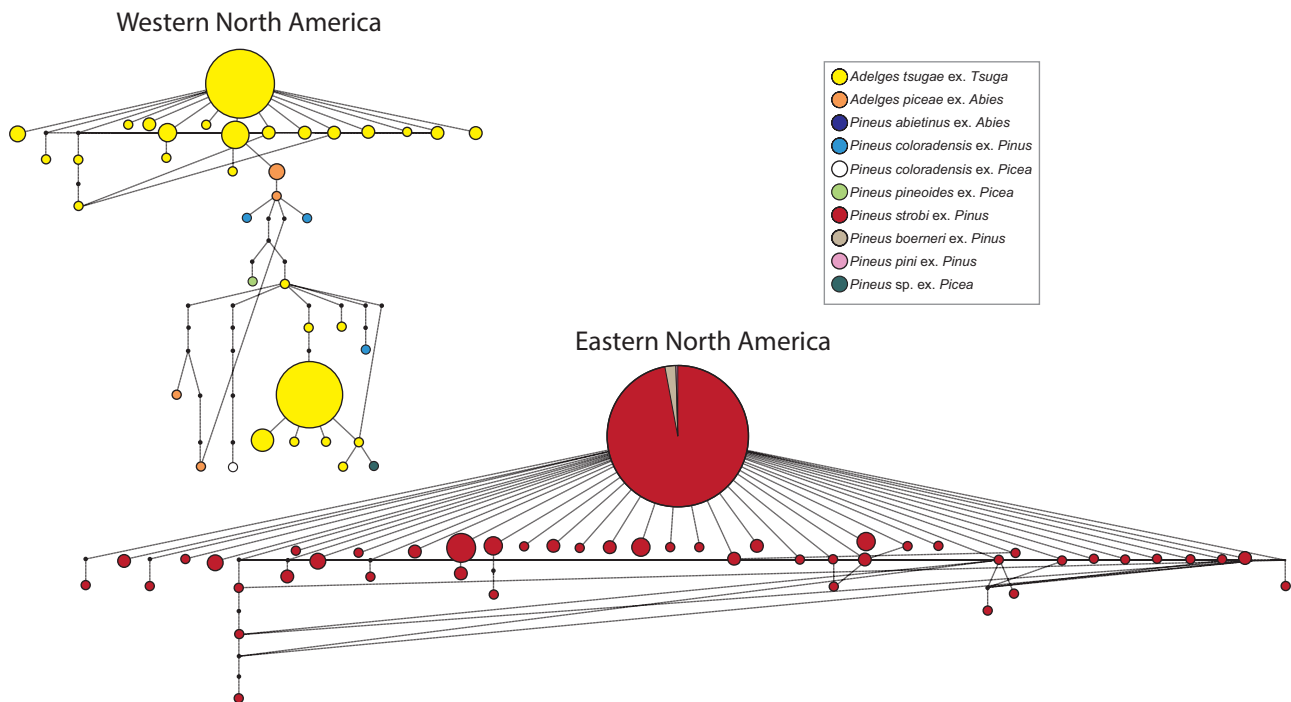 Western North America
Adelges tsugae ex. Tsuga
Adelges piceae ex. Abies
Pineus abietinus ex. Abies
Pineus coloradensis ex. Pinus
Pineus coloradensis ex. Picea
Pineus pineoides ex. Picea
Pineus strobi ex. Pinus
Pineus boerneri ex. Pinus
Pineus pini ex. Pinus
Pineus sp. ex. Picea
Eastern North America